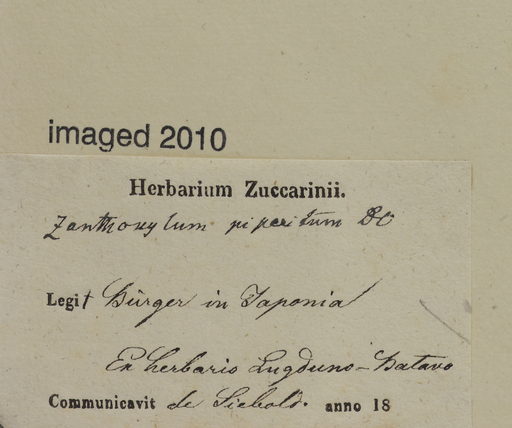 imaged 2010
Herbarium Zuccarinii.
Zanthoxylum piperitum DC
Legit Bürger in Japonia
Ex herbario Lugduno-Batavo
Communicavit de Siebold. anno 18